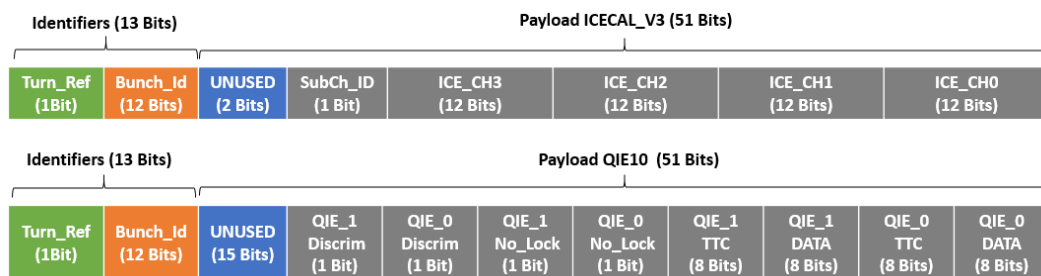 Identifiers (13 Bits)
Payload ICECAL_V3 (51 Bits)
Turn_Ref
(1Bit)
Bunch_Id
(12 Bits)
UNUSED
(2 Bits)
SubCh_ID
(1 Bit)
ICE_CH3
(12 Bits)
ICE_CH2
(12 Bits)
ICE_CH1
(12 Bits)
ICE_CH0
(12 Bits)
Identifiers (13 Bits)
Payload QIE10 (51 Bits)
Turn_Ref
(1Bit)
Bunch_Id
(12 Bits)
UNUSED
(15 Bits)
QIE_1
Discrim
(1 Bit)
QIE_0
Discrim
(1 Bit)
QIE_1
No_Lock
(1 Bit)
QIE_0
No_Lock
(1 Bit)
QIE_1
TTC
(8 Bits)
QIE_1
DATA
(8 Bits)
QIE_0
TTC
(8 Bits)
QIE_0
DATA
(8 Bits)